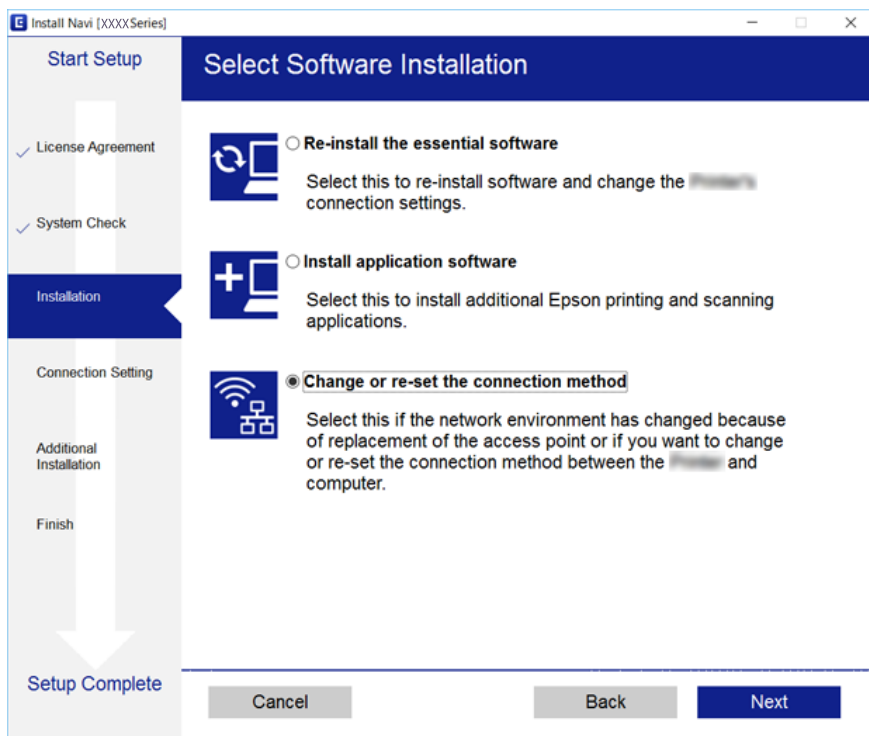 E Install Navi [XXXX Series]
Start Setup
License Agreement
System Check
Installation
Connection Setting
Additional
Installation
Finish
Setup Complete
Select Software Installation
Re-install the essential software
Select this to re-install software and change the
connection settings.
Install application software
Select this to install additional Epson printing and scanning
applications.
Change or re-set the connection method
Select this if the network environment has changed because
of replacement of the access point or if you want to change
or re-set the connection method between the and
computer.
Cancel
Back
Next